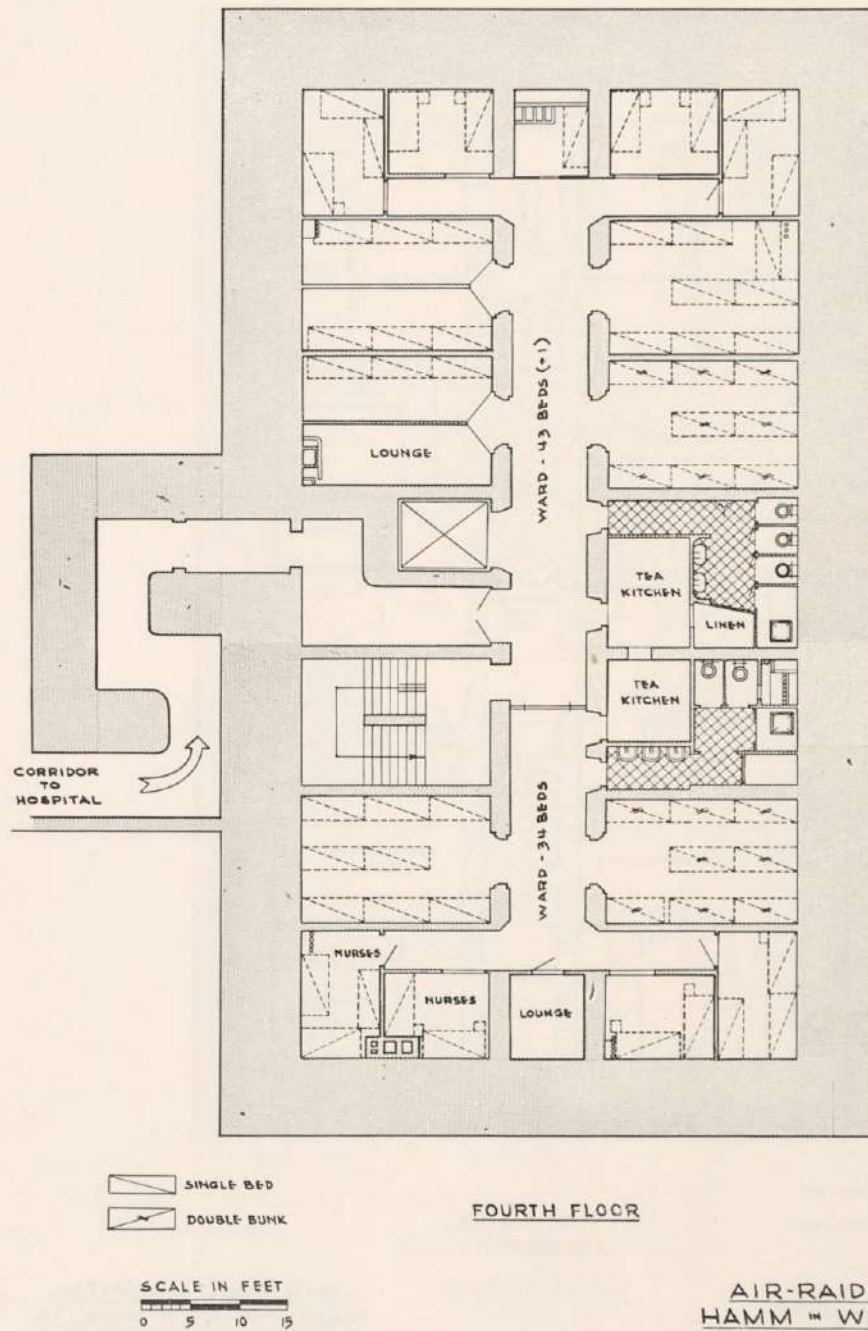 LOUNGE
WARD - 43 BEDS (+1)
TEA
KITCHEN
LINEN
TEA
KITCHEN
CORRIDOR
TO
HOSPITAL
WARD - 34 BEDS
NURSES
NURSES
LOUNGE
SINGLE BED
DOUBLE BUNK
FOURTH FLOOR
SCALE IN FEET
0 5 10 15
AIR-RAID
HAMM IN W